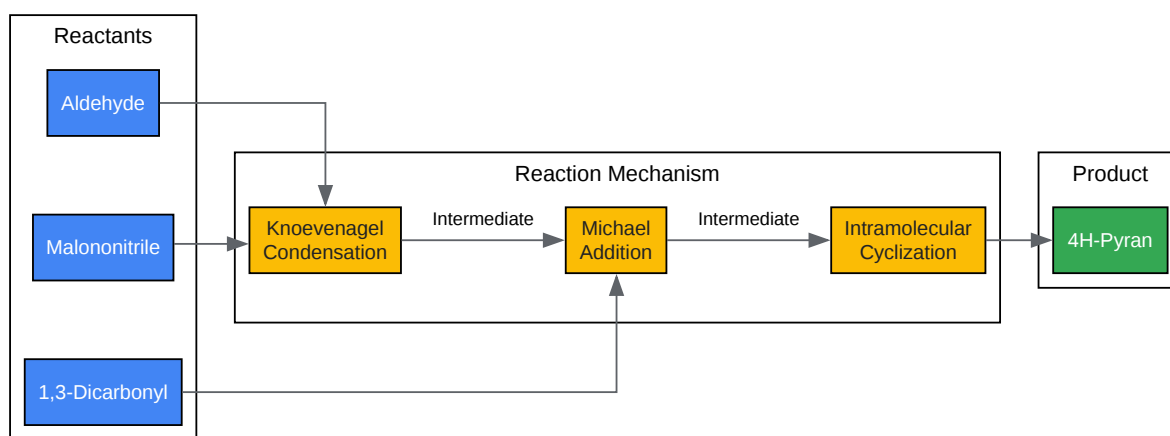 Reactants
Aldehyde
Malononitrile
1,3-Dicarbonyl
Reaction Mechanism
Knoevenagel
Condensation
Intermediate
Michael
Addition
Intermediate
Intramolecular
Cyclization
Product
4H-Pyran